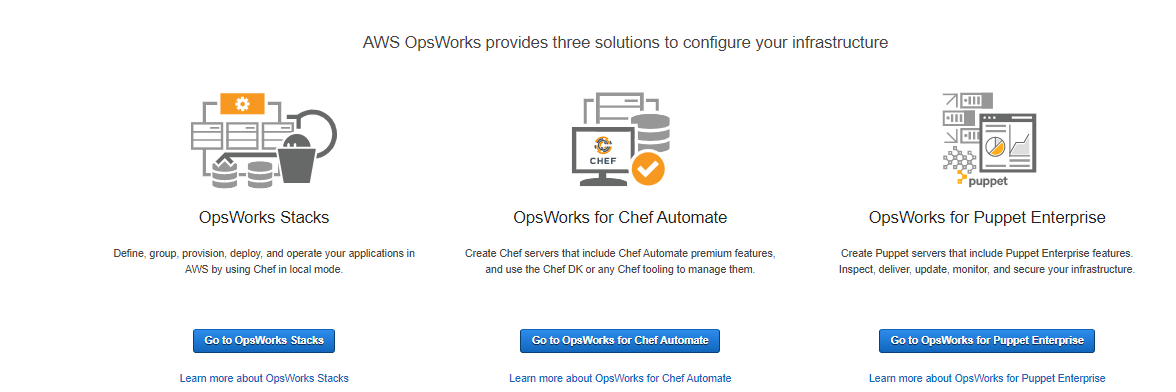 AWS OpsWorks provides three solutions to configure your infrastructure
CHEF
puppet
OpsWorks Stacks
OpsWorks for Chef Automate
OpsWorks for Puppet Enterprise
Define, group, provision, deploy, and operate your applications in
AWS by using Chef in local mode.
Create Chef servers that include Chef Automate premium features,
and use the Chef DK or any Chef tooling to manage them.
Create Puppet servers that include Puppet Enterprise features.
Inspect, deliver, update, monitor, and secure your infrastructure.
Go to OpsWorks Stacks
Go to OpsWorks for Chef Automate
Go to OpsWorks for Puppet Enterprise
Learn more about OpsWorks Stacks
Learn more about OpsWorks for Chef Automate
Learn more about OpsWorks for Puppet Enterprise